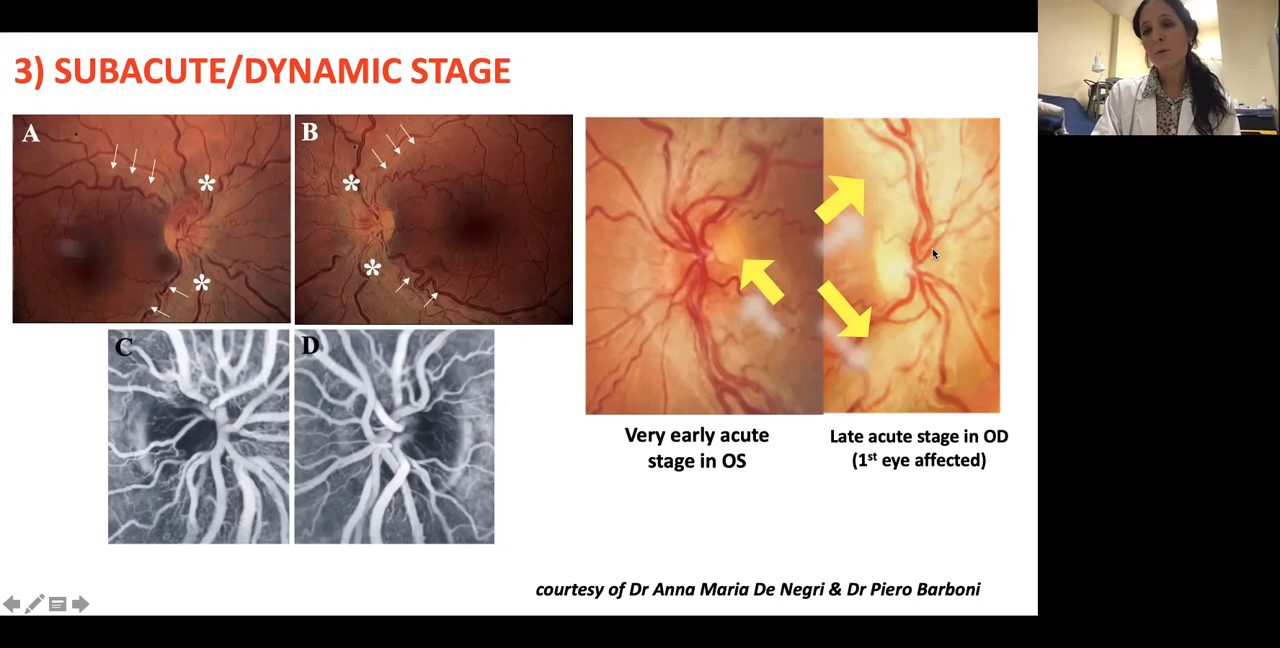 3) SUBACUTE/DYNAMIC STAGE
A
B
C
D
Very early acute
stage in OS
Late acute stage in OD
(1st eye affected)
courtesy of Dr Anna Maria De Negri & Dr Piero Barboni